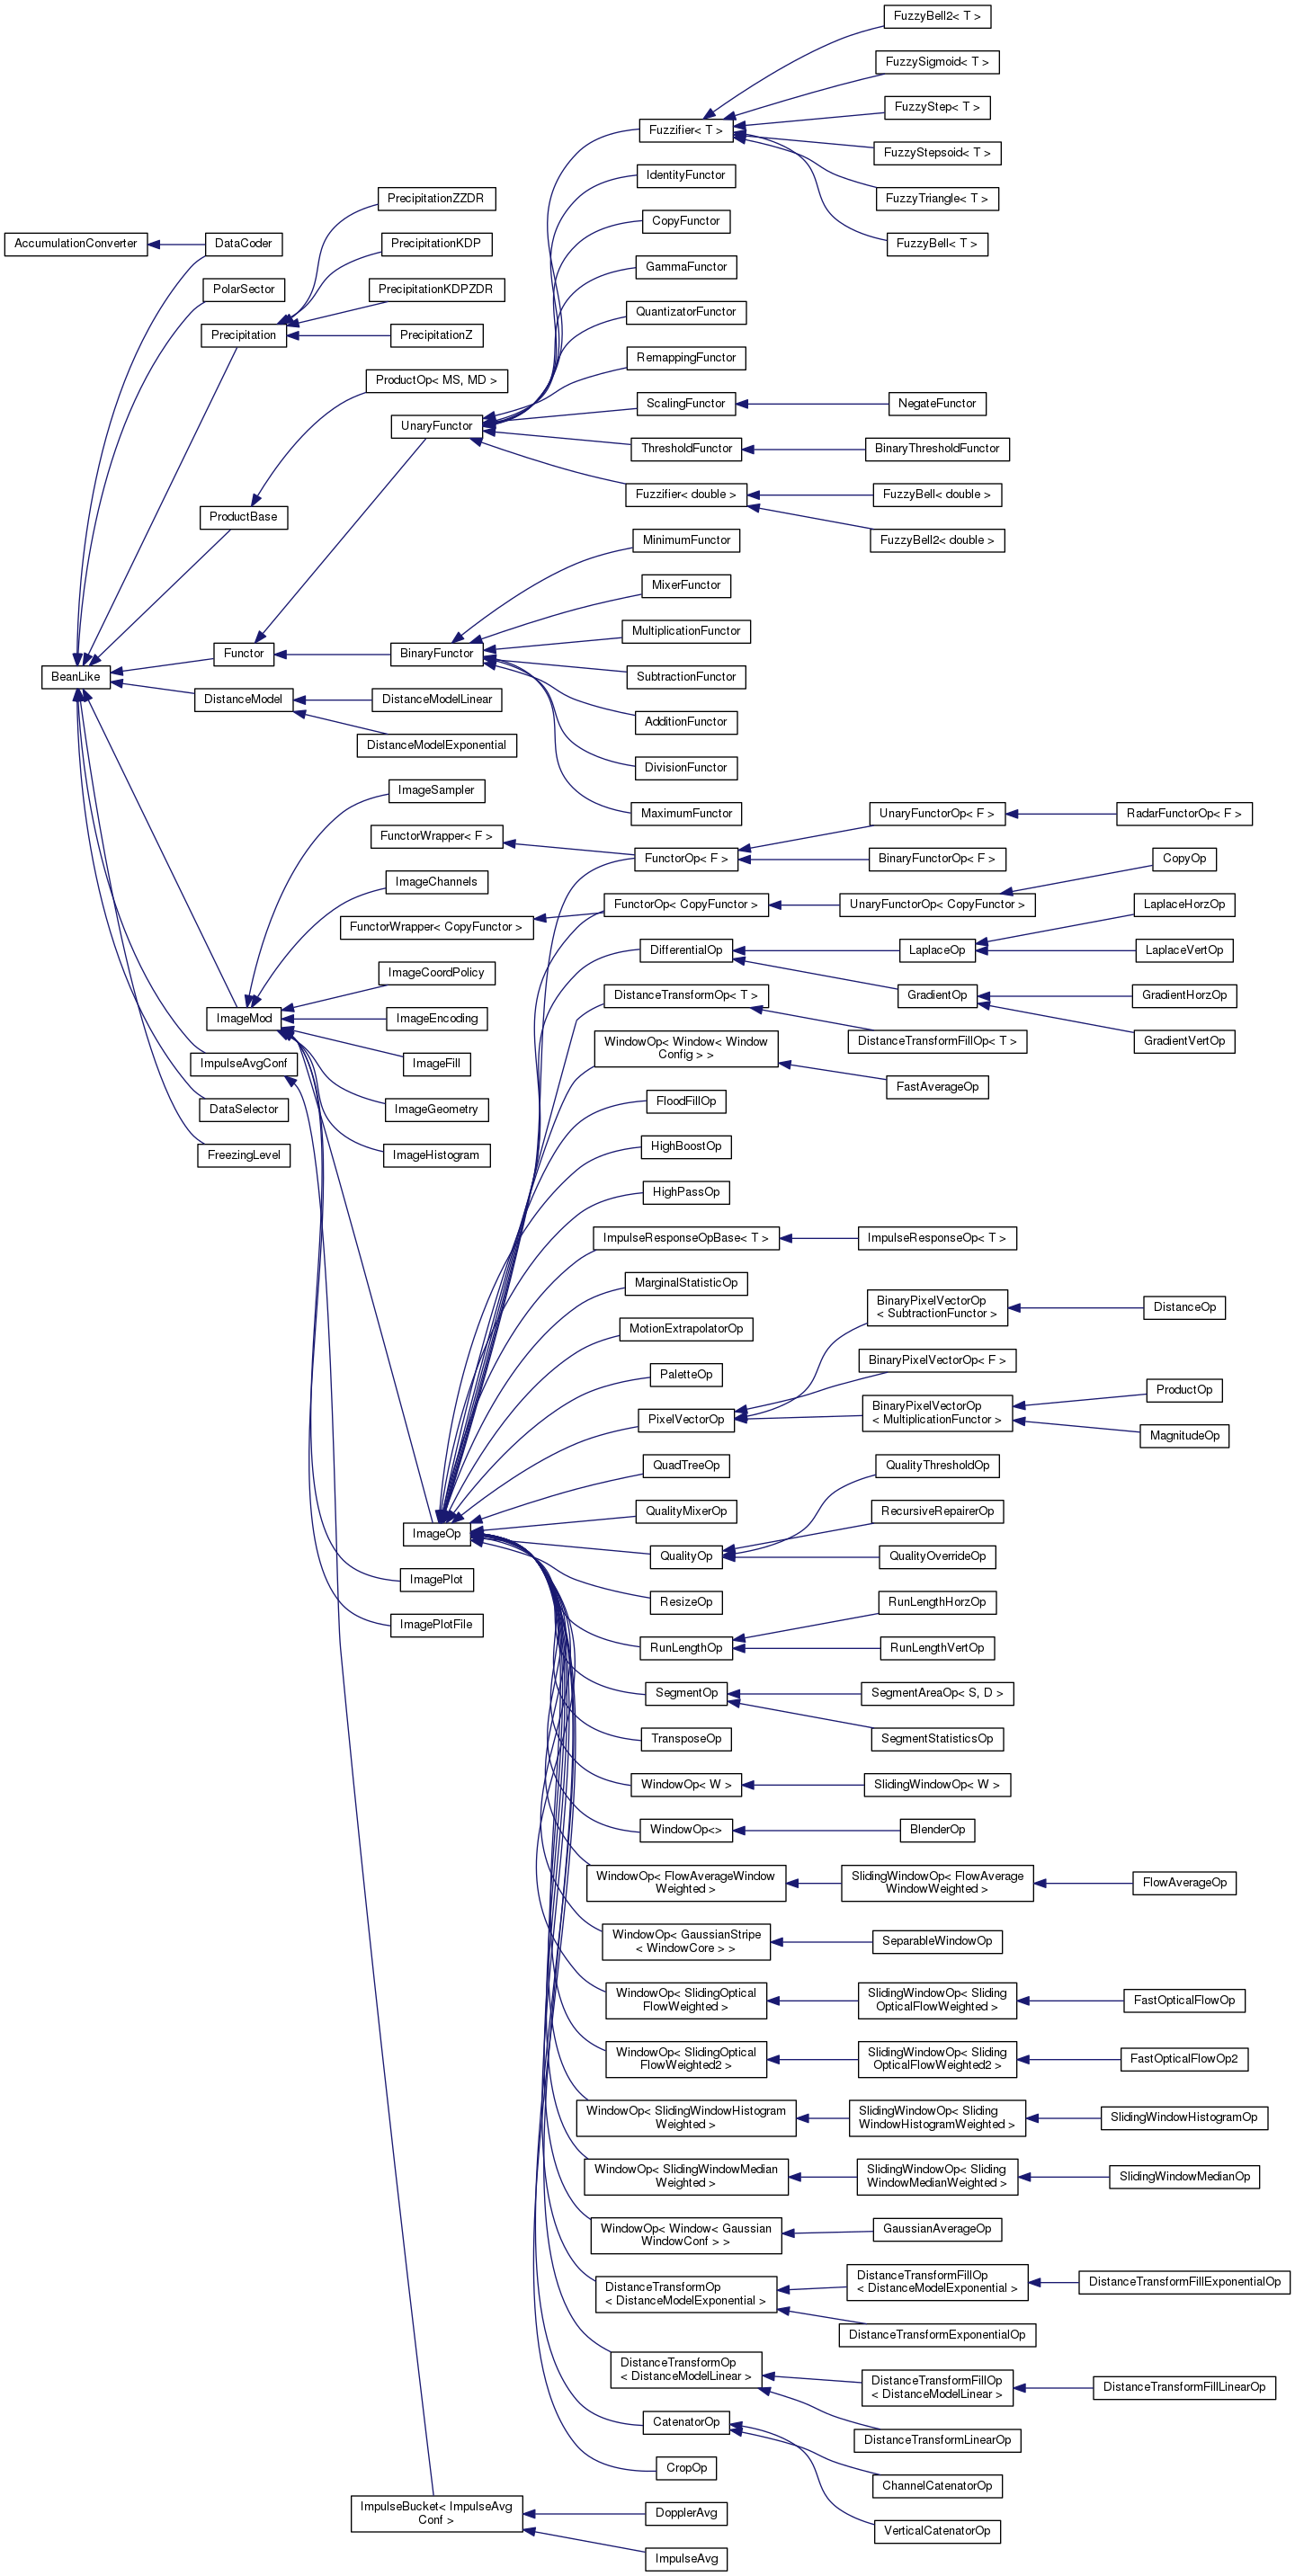 FuzzyBell2< T >
FuzzySigmoid< T >
FuzzyStep< T >
Fuzzifier< T >
FuzzyStepsoid< T >
IdentityFunctor
FuzzyTriangle< T >
PrecipitationZZDR
CopyFunctor
FuzzyBell< T >
AccumulationConverter
DataCoder
PrecipitationKDP
GammaFunctor
PolarSector
PrecipitationKDPZDR
QuantizatorFunctor
Precipitation
PrecipitationZ
RemappingFunctor
ProductOp< MS, MD >
ScalingFunctor
NegateFunctor
UnaryFunctor
ThresholdFunctor
BinaryThresholdFunctor
Fuzzifier< double >
FuzzyBell< double >
ProductBase
FuzzyBell2< double >
MinimumFunctor
MixerFunctor
MultiplicationFunctor
Functor
BinaryFunctor
BeanLike
SubtractionFunctor
DistanceModel
DistanceModelLinear
AdditionFunctor
DistanceModelExponential
DivisionFunctor
ImageSampler
MaximumFunctor
UnaryFunctorOp< F >
RadarFunctorOp< F >
FunctorWrapper< F >
FunctorOp< F >
BinaryFunctorOp< F >
CopyOp
ImageChannels
FunctorOp< CopyFunctor >
UnaryFunctorOp< CopyFunctor >
LaplaceHorzOp
FunctorWrapper< CopyFunctor >
DifferentialOp
LaplaceOp
LaplaceVertOp
ImageCoordPolicy
DistanceTransformOp< T >
GradientOp
GradientHorzOp
ImageMod
ImageEncoding
WindowOp< Window< Window
Config > >
DistanceTransformFillOp< T >
GradientVertOp
ImpulseAvgConf
ImageFill
FastAverageOp
DataSelector
ImageGeometry
FloodFillOp
FreezingLevel
ImageHistogram
HighBoostOp
HighPassOp
ImpulseResponseOpBase< T >
ImpulseResponseOp< T >
MarginalStatisticOp
BinaryPixelVectorOp
< SubtractionFunctor >
DistanceOp
MotionExtrapolatorOp
BinaryPixelVectorOp< F >
PaletteOp
ProductOp
PixelVectorOp
BinaryPixelVectorOp
< MultiplicationFunctor >
MagnitudeOp
QuadTreeOp
QualityThresholdOp
QualityMixerOp
RecursiveRepairerOp
ImageOp
QualityOp
QualityOverrideOp
ImagePlot
ResizeOp
RunLengthHorzOp
ImagePlotFile
RunLengthOp
RunLengthVertOp
SegmentOp
SegmentAreaOp< S, D >
TransposeOp
SegmentStatisticsOp
WindowOp< W >
SlidingWindowOp< W >
WindowOp<>
BlenderOp
WindowOp< FlowAverageWindow
Weighted >
SlidingWindowOp< FlowAverage
WindowWeighted >
FlowAverageOp
WindowOp< GaussianStripe
< WindowCore > >
SeparableWindowOp
WindowOp< SlidingOptical
FlowWeighted >
SlidingWindowOp< Sliding
OpticalFlowWeighted >
FastOpticalFlowOp
WindowOp< SlidingOptical
FlowWeighted2 >
SlidingWindowOp< Sliding
OpticalFlowWeighted2 >
FastOpticalFlowOp2
WindowOp< SlidingWindowHistogram
Weighted >
SlidingWindowOp< Sliding
WindowHistogramWeighted >
SlidingWindowHistogramOp
WindowOp< SlidingWindowMedian
Weighted >
SlidingWindowOp< Sliding
WindowMedianWeighted >
SlidingWindowMedianOp
WindowOp< Window< Gaussian
WindowConf > >
GaussianAverageOp
DistanceTransformOp
< DistanceModelExponential >
DistanceTransformFillOp
< DistanceModelExponential >
DistanceTransformFillExponentialOp
DistanceTransformExponentialOp
DistanceTransformOp
< DistanceModelLinear >
DistanceTransformFillOp
< DistanceModelLinear >
DistanceTransformFillLinearOp
CatenatorOp
DistanceTransformLinearOp
CropOp
ChannelCatenatorOp
ImpulseBucket< ImpulseAvg
Conf >
DopplerAvg
VerticalCatenatorOp
ImpulseAvg